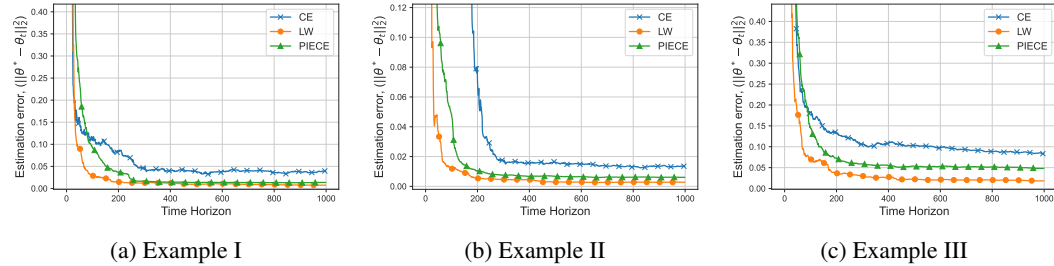 Estimation error, (||θ* − θt||²₂)
0.40
0.35
0.30
0.25
0.20
0.15
0.10
0.05
0.00
CE
LW
PIECE
0 200 400 600 800 1000
Time Horizon
(a) Example I
Estimation error, (||θ* − θt||²₂)
0.12
0.10
0.08
0.06
0.04
0.02
0.00
CE
LW
PIECE
0 200 400 600 800 1000
Time Horizon
(b) Example II
Estimation error, (||θ* − θt||²₂)
0.40
0.35
0.30
0.25
0.20
0.15
0.10
0.05
0.00
CE
LW
PIECE
0 200 400 600 800 1000
Time Horizon
(c) Example III